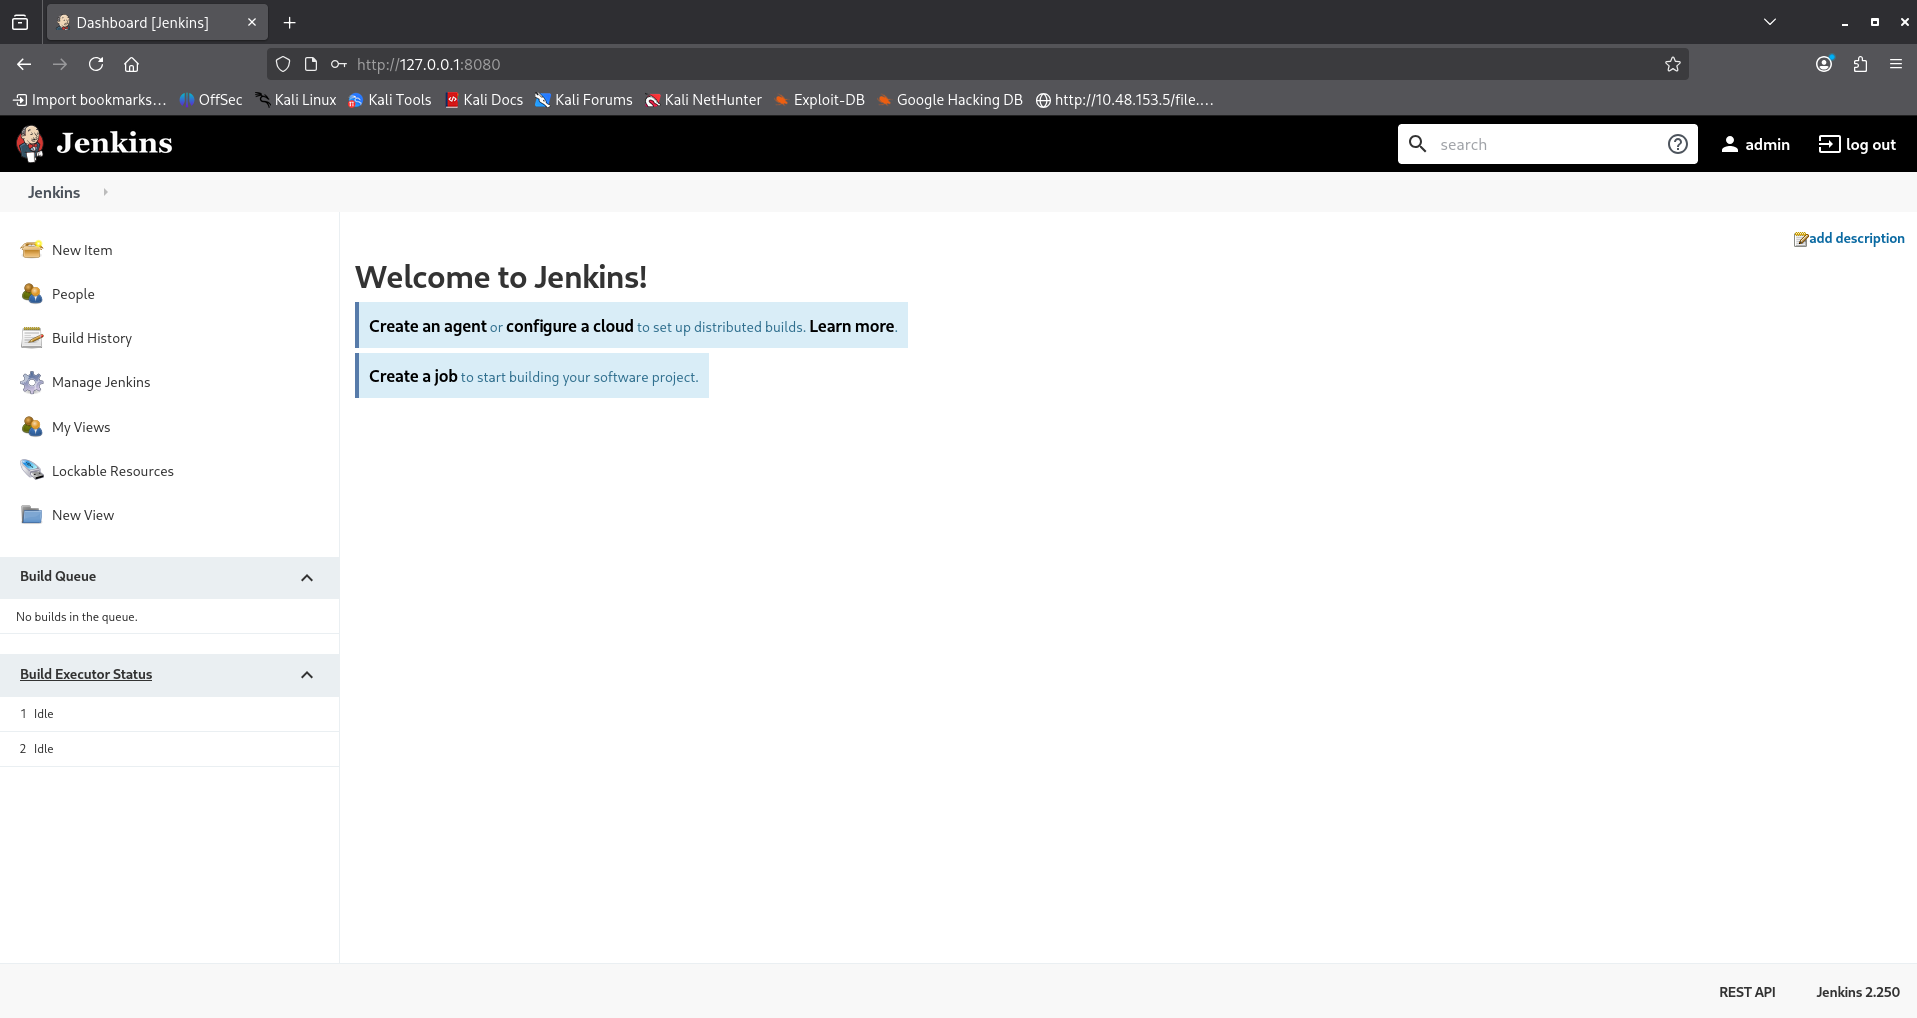 Dashboard [Jenkins]
http://127.0.0.1:8080
Import bookmarks... OffSec Kali Linux Kali Tools Kali Docs Kali Forums Kali NetHunter Exploit-DB Google Hacking DB http://10.48.153.5/file....
Jenkins search admin log out
Jenkins
add description
New Item
People
Build History
Manage Jenkins
My Views
Lockable Resources
New View
Build Queue
No builds in the queue.
Build Executor Status
1 Idle
2 Idle
Welcome to Jenkins!
Create an agent or configure a cloud to set up distributed builds. Learn more.
Create a job to start building your software project.
REST API Jenkins 2.250